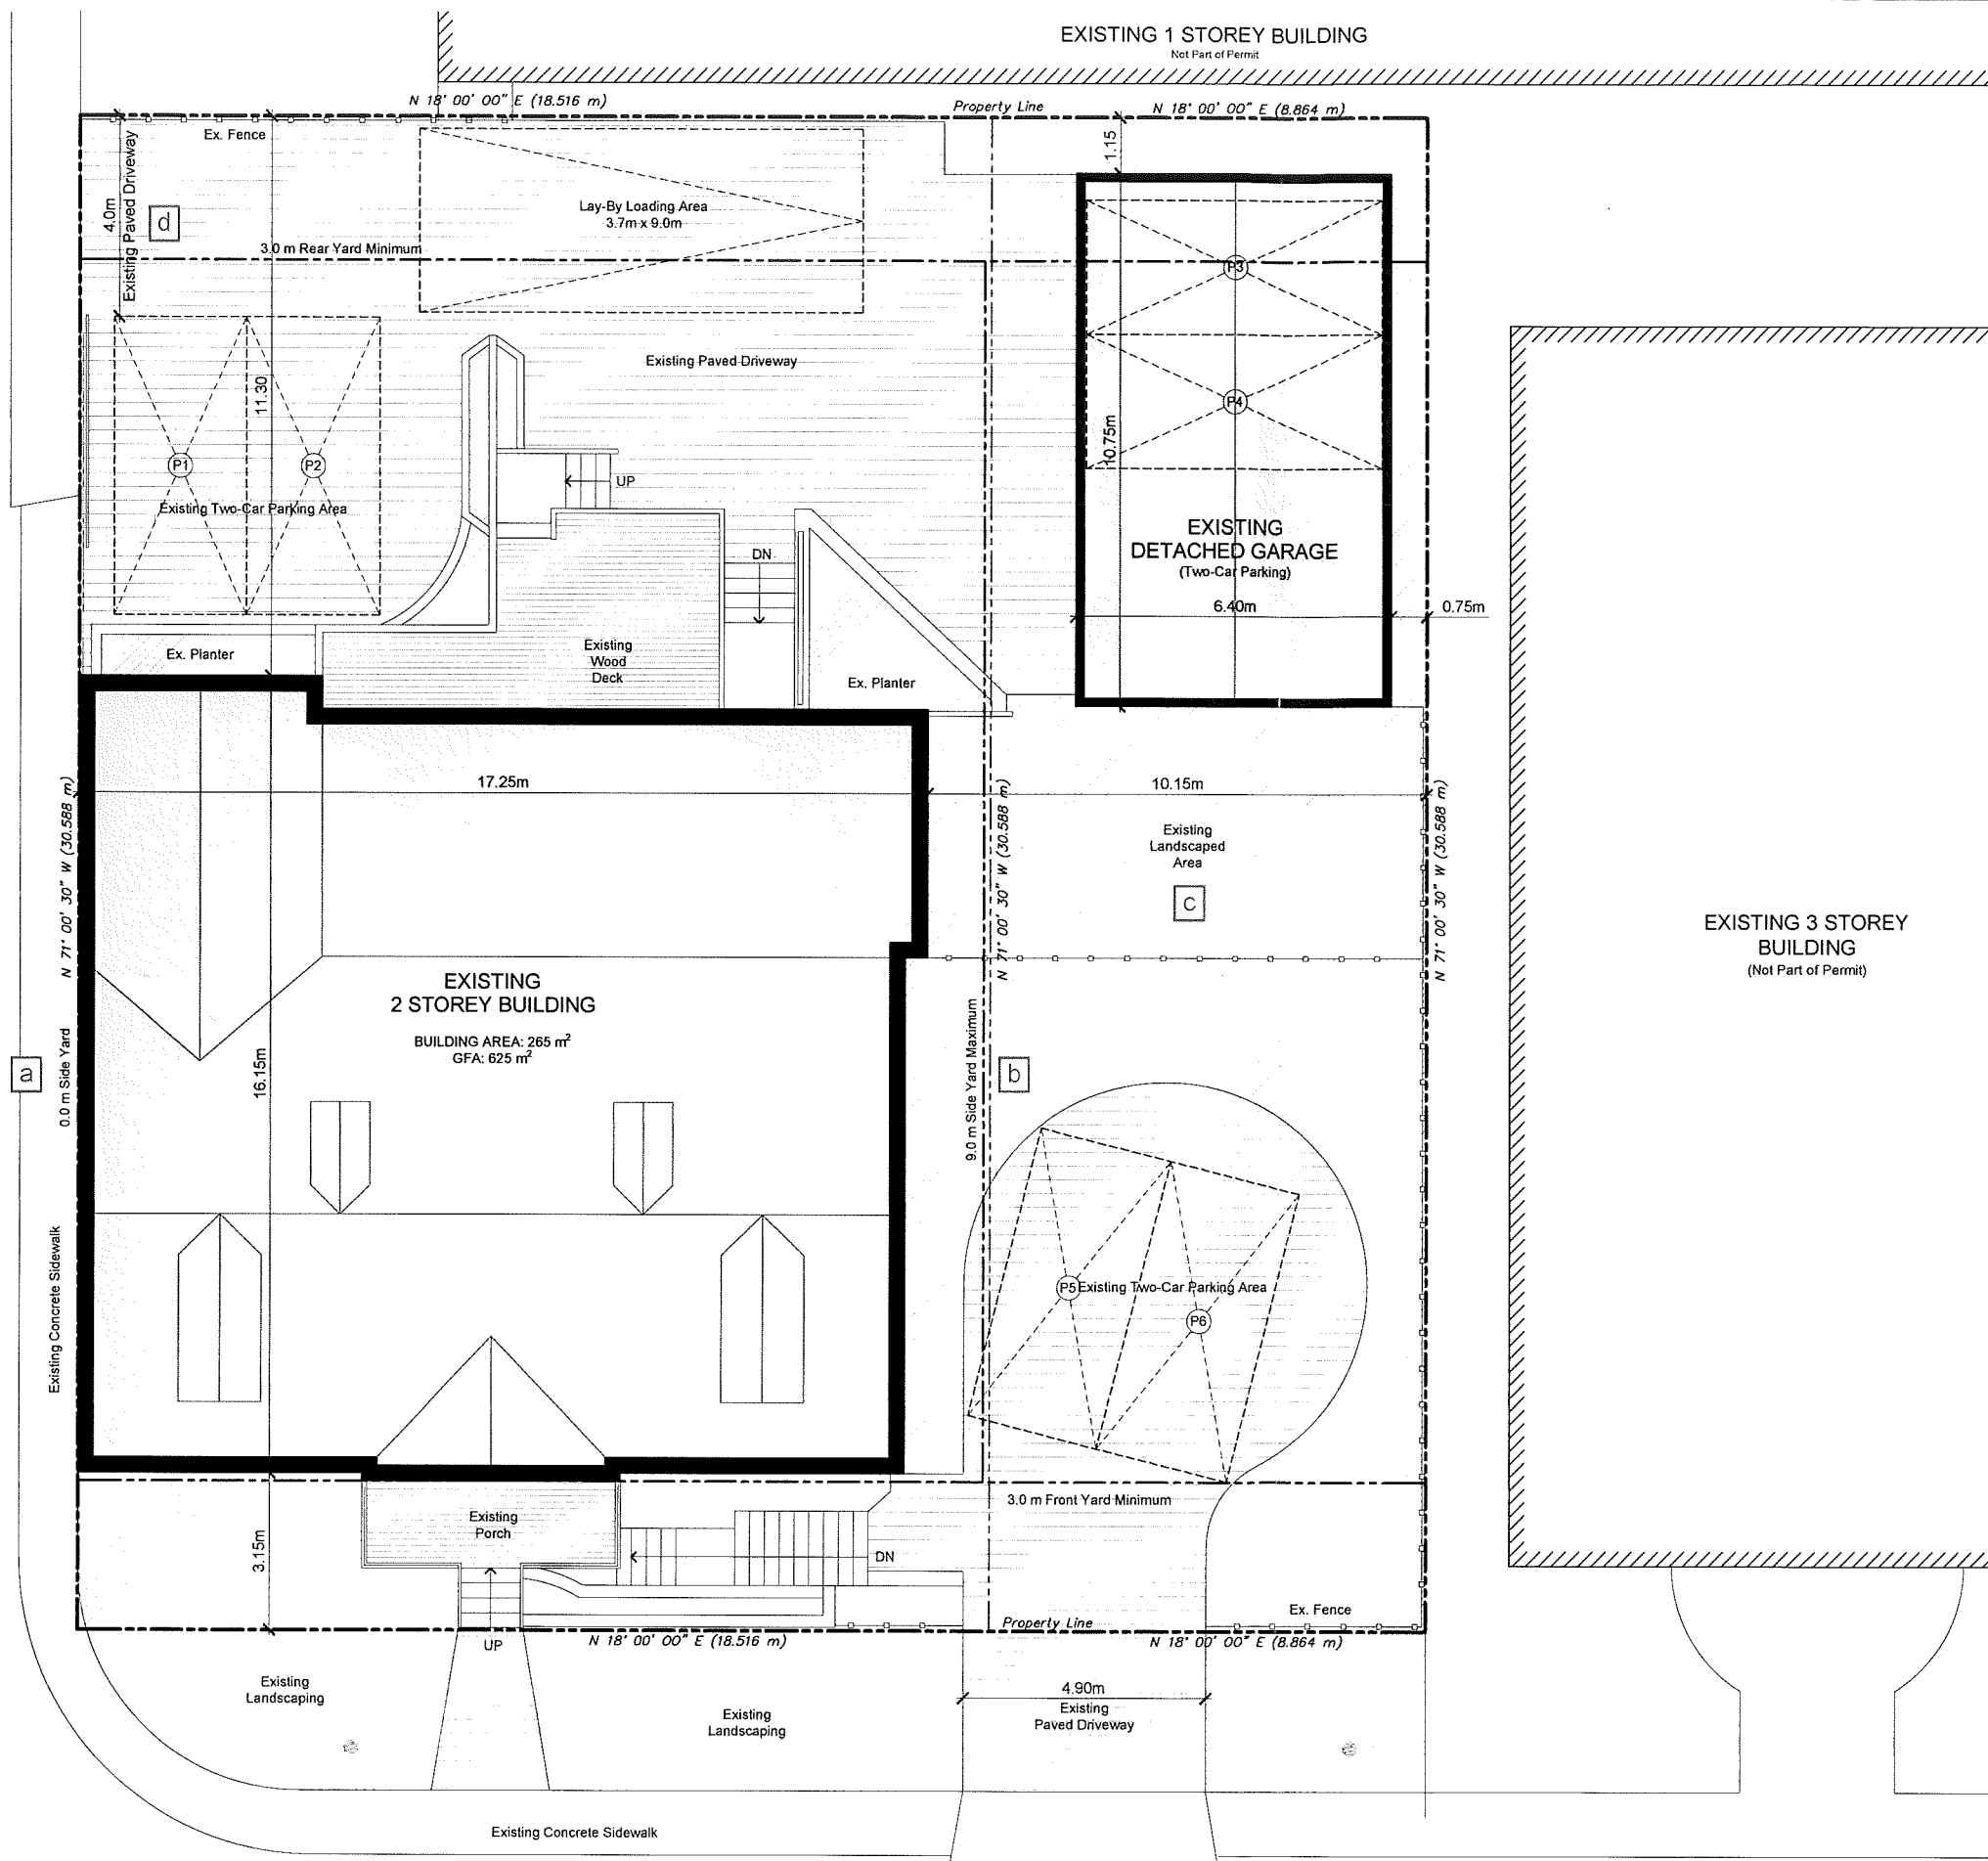 EXISTING 1 STOREY BUILDING
Not Part of Permit
N 18' 00' 00" E (18.516 m)
Property Line
N 18' 00' 00" E (8.864 m)
Ex. Fence
1.15
4.0m
Existing Paved Driveway
d
Lay-By Loading Area
3.7m x 9.0m
3.0 m Rear Yard Minimum
P3
Existing Paved Driveway
11.30
P4
10.75m
P1
P2
UP
Existing Two-Car Parking Area
EXISTING
DETACHED GARAGE
(Two-Car Parking)
DN
6.40m
0.75m
Ex. Planter
Existing
Wood
Deck
Ex. Planter
17.25m
10.15m
N 71' 00' 30" W (30.588 m)
N 71' 00' 30" W (30.588 m)
N 71' 00' 30" W (30.588 m)
Existing
Landscaped
Area
c
EXISTING 3 STOREY
BUILDING
(Not Part of Permit)
EXISTING
2 STOREY BUILDING
BUILDING AREA: 265 m²
GFA: 625 m²
a
0.0 m Side Yard
16.15m
9.0 m Side Yard Maximum
b
Existing Concrete Sidewalk
P5
Existing Two-Car Parking Area
P6
3.0 m Front Yard Minimum
Existing
Porch
3.15m
DN
Ex. Fence
Property Line
UP
N 18' 00' 00" E (18.516 m)
N 18' 00' 00" E (8.864 m)
Existing
Landscaping
Existing
Landscaping
4.90m
Existing
Paved Driveway
Existing Concrete Sidewalk